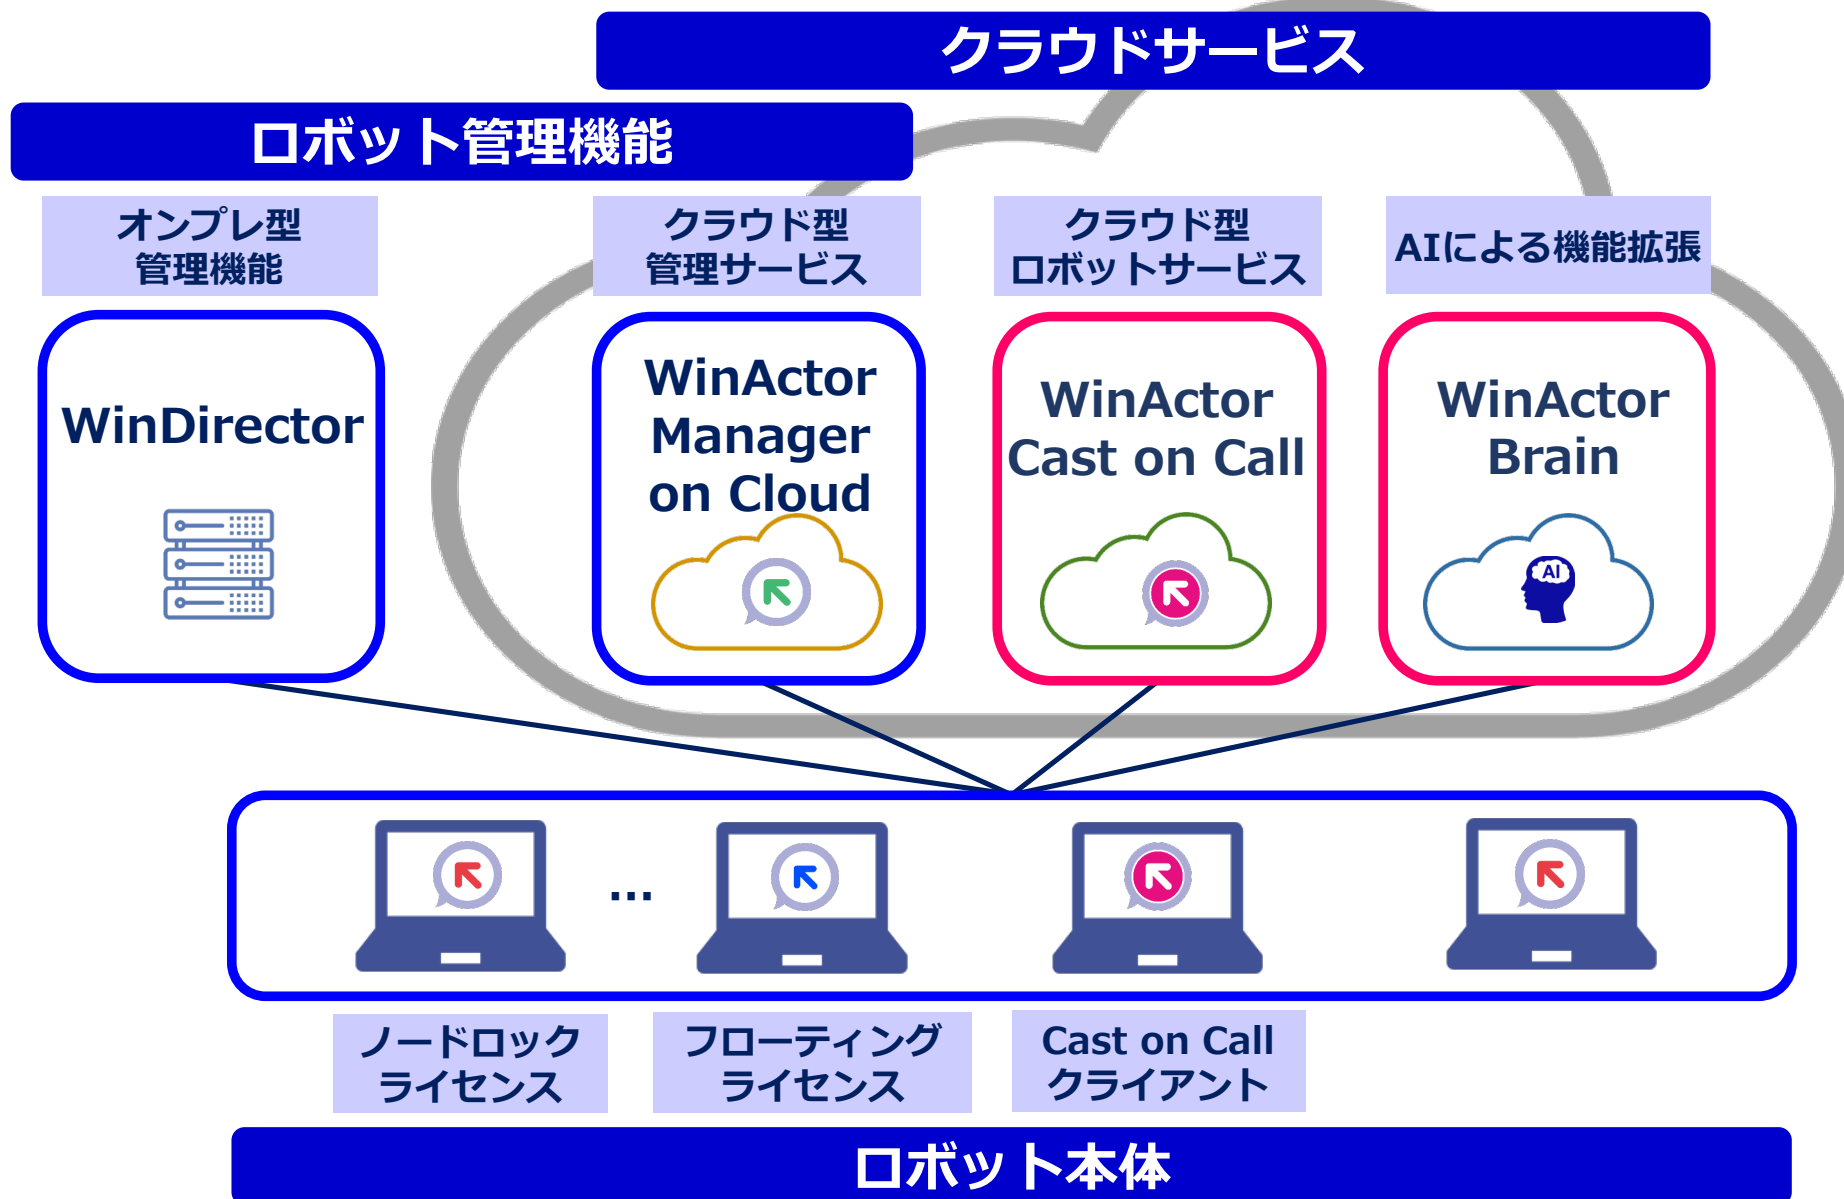 クラウドサービス
ロボット管理機能
オンプレ型
管理機能
クラウド型
管理サービス
クラウド型
ロボットサービス
AIによる機能拡張
WinDirector
WinActor
Manager
on Cloud
WinActor
Cast on Call
WinActor
Brain
AI
...
ノードロック
ライセンス
フローティング
ライセンス
Cast on Call
クライアント
ロボット本体